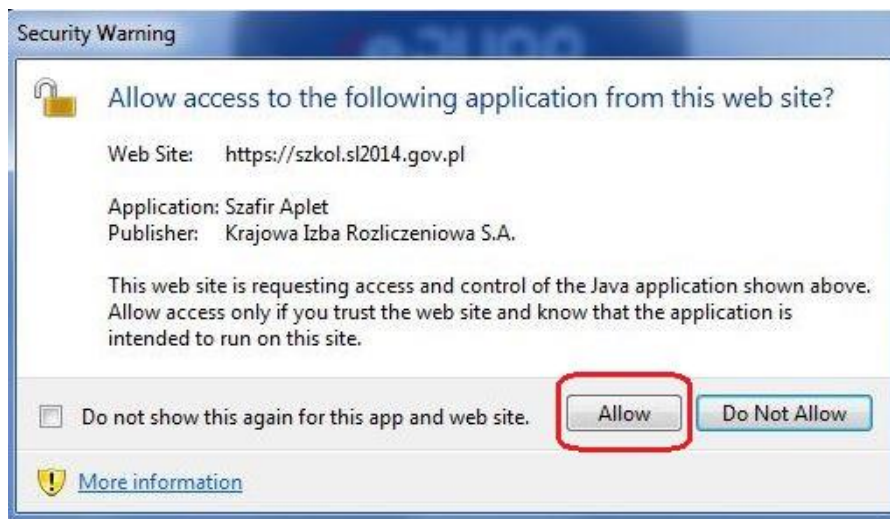 Security Warning
Allow access to the following application from this web site?
Web Site: https://szkol.sl2014.gov.pl
Application: Szafir Aplet
Publisher: Krajowa Izba Rozliczeniowa S.A.
This web site is requesting access and control of the Java application shown above.
Allow access only if you trust the web site and know that the application is
intended to run on this site.
Do not show this again for this app and web site.
Allow
Do Not Allow
More information